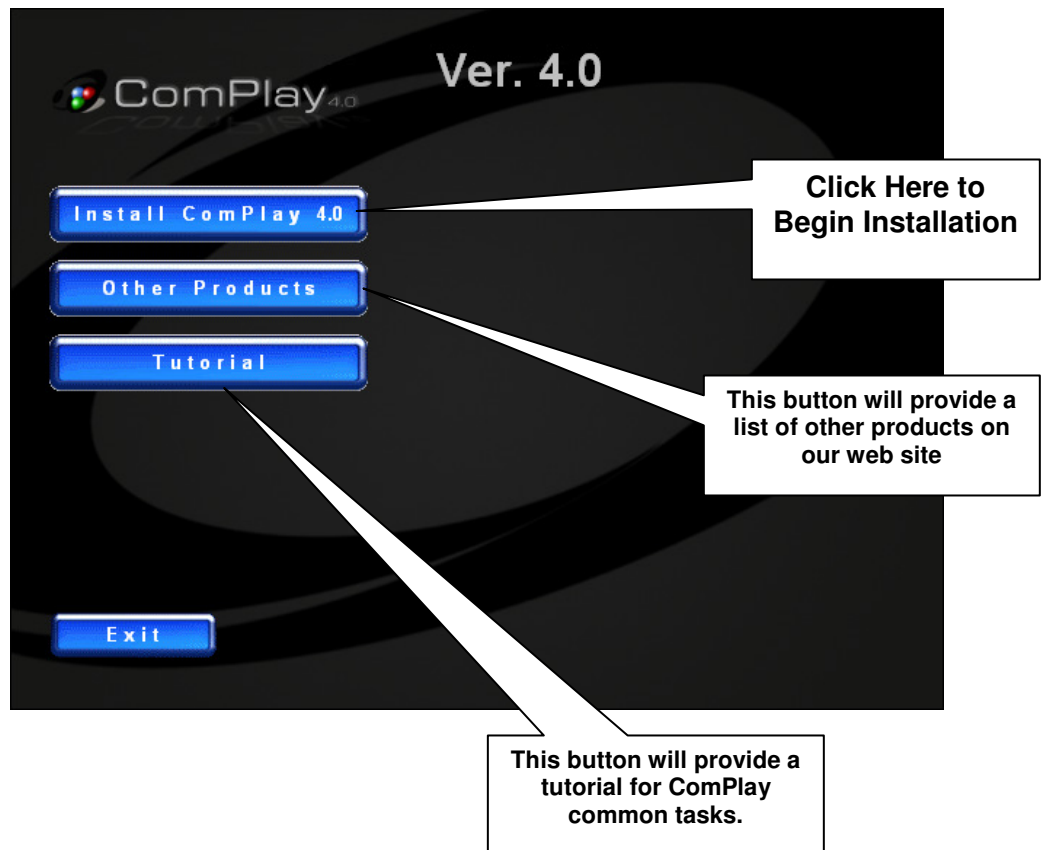 Ver. 4.0
ComPlay 4.0
Install ComPlay 4.0
Click Here to
Begin Installation
Other Products
Tutorial
This button will provide a
list of other products on
our web site
Exit
This button will provide a
tutorial for ComPlay
common tasks.